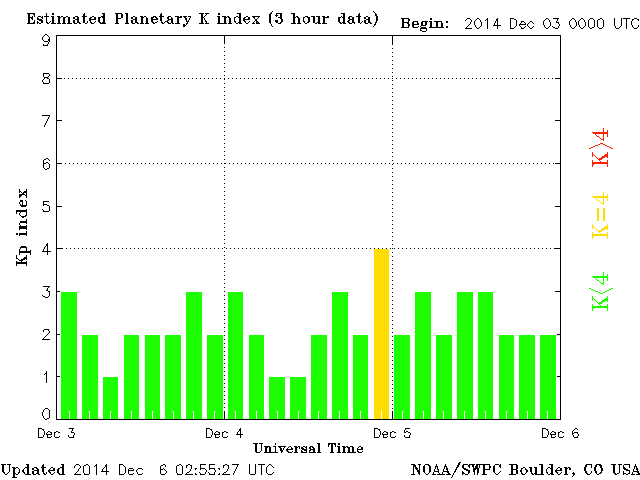 Estimated Planetary K index (3 hour data) Begin: 2014 Dec 03 0000 UTC
9
8
7
6
5
4
3
2
1
0
Kp index
K>4
K=4
K<4
Dec 3 Dec 4 Dec 5 Dec 6
Universal Time
Updated 2014 Dec 6 02:55:27 UTC NOAA/SWPC Boulder, CO USA